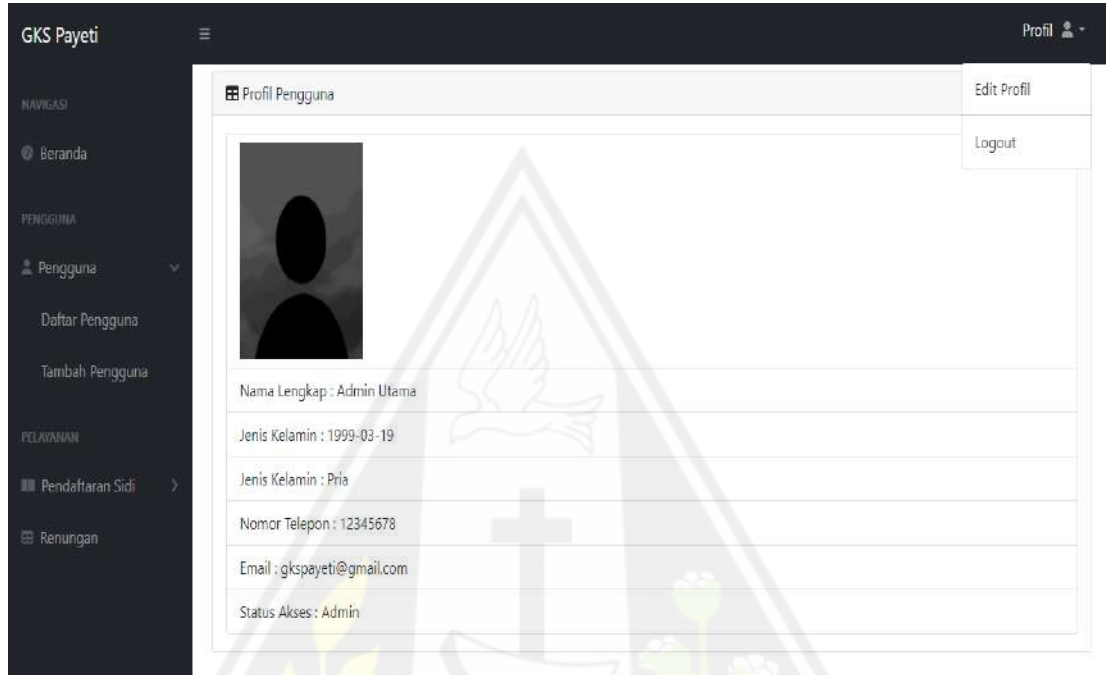 GKS Payeti
Profil
Edit Profil
Logout
NAVIGASI
Beranda
PENGGUNA
Pengguna
Daftar Pengguna
Tambah Pengguna
PELAYANAN
Pendaftaran Sidi
Renungan
Profil Pengguna
Nama Lengkap : Admin Utama
Jenis Kelamin : 1999-03-19
Jenis Kelamin : Pria
Nomor Telepon : 12345678
Email : gkspayeti@gmail.com
Status Akses : Admin